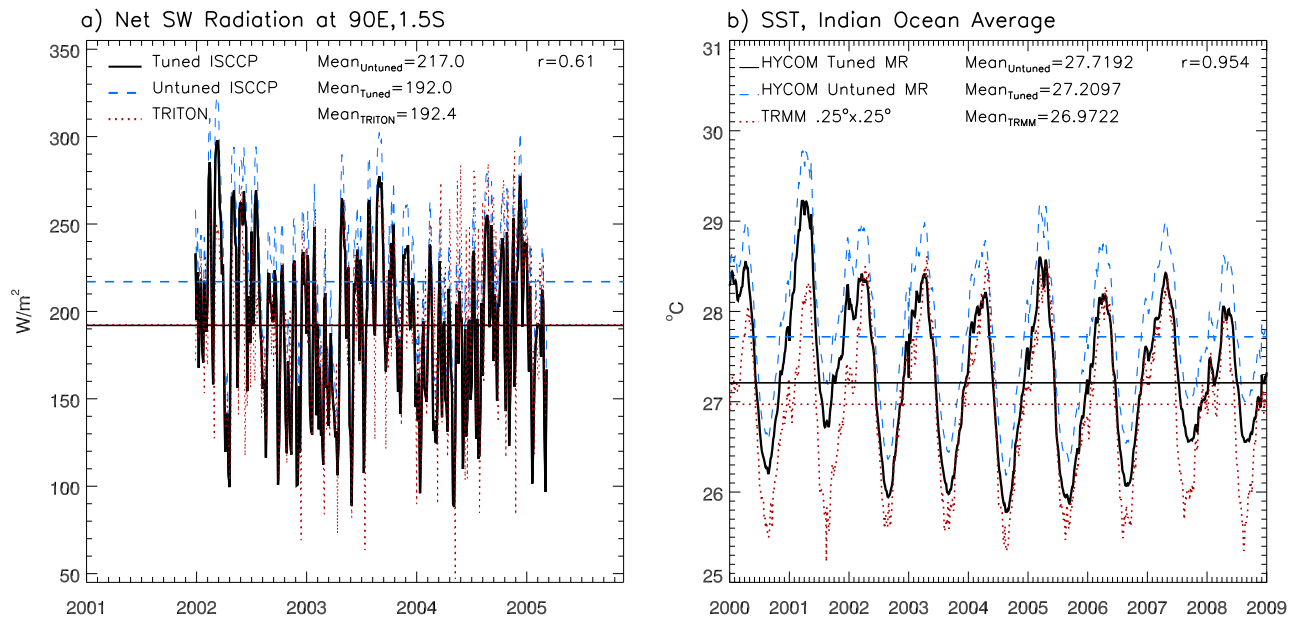 a) Net SW Radiation at 90E,1.5S
350
300
250
200
150
100
50
W/m²
2001 2002 2003 2004 2005
Tuned ISCCP Mean_Untuned=217.0 r=0.61
Untuned ISCCP Mean_Tuned=192.0
TRITON Mean_TRITON=192.4
b) SST, Indian Ocean Average
31
30
29
28
27
26
25
°C
2000 2001 2002 2003 2004 2005 2006 2007 2008 2009
HYCOM Tuned MR Mean_Untuned=27.7192 r=0.954
HYCOM Untuned MR Mean_Tuned=27.2097
TRMM .25°x.25° Mean_TRMM=26.9722